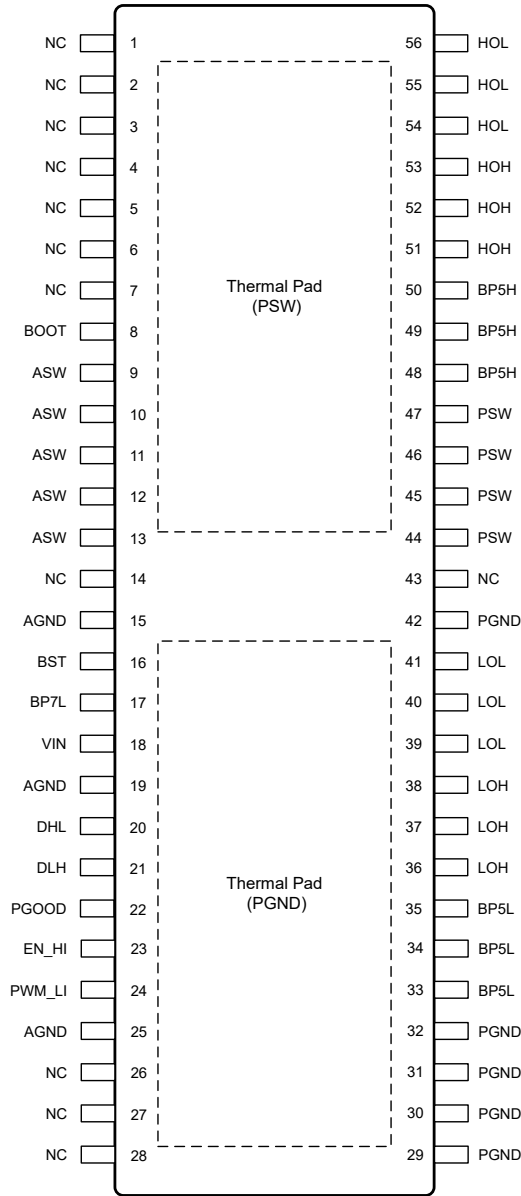 NC 1 56 HOL
NC 2 55 HOL
NC 3 54 HOL
NC 4 53 HOH
NC 5 52 HOH
NC 6 51 HOH
NC 7 50 BP5H
BOOT 8 49 BP5H
ASW 9 48 BP5H
ASW 10 47 PSW
ASW 11 46 PSW
ASW 12 45 PSW
ASW 13 44 PSW
NC 14 43 NC
AGND 15 42 PGND
BST 16 41 LOL
BP7L 17 40 LOL
VIN 18 39 LOL
AGND 19 38 LOH
DHL 20 37 LOH
DLH 21 36 LOH
PGOOD 22 35 BP5L
EN_HI 23 34 BP5L
PWM_LI 24 33 BP5L
AGND 25 32 PGND
NC 26 31 PGND
NC 27 30 PGND
NC 28 29 PGND
Thermal Pad
(PSW)
Thermal Pad
(PGND)